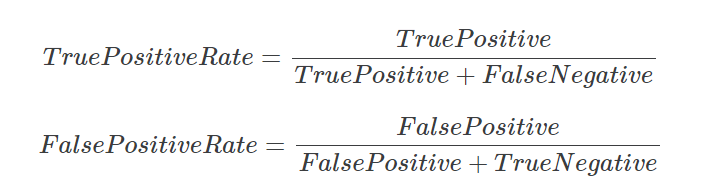 TruePositiveRate = TruePositive / TruePositive + FalseNegative
FalsePositiveRate = FalsePositive / FalsePositive + TrueNegative